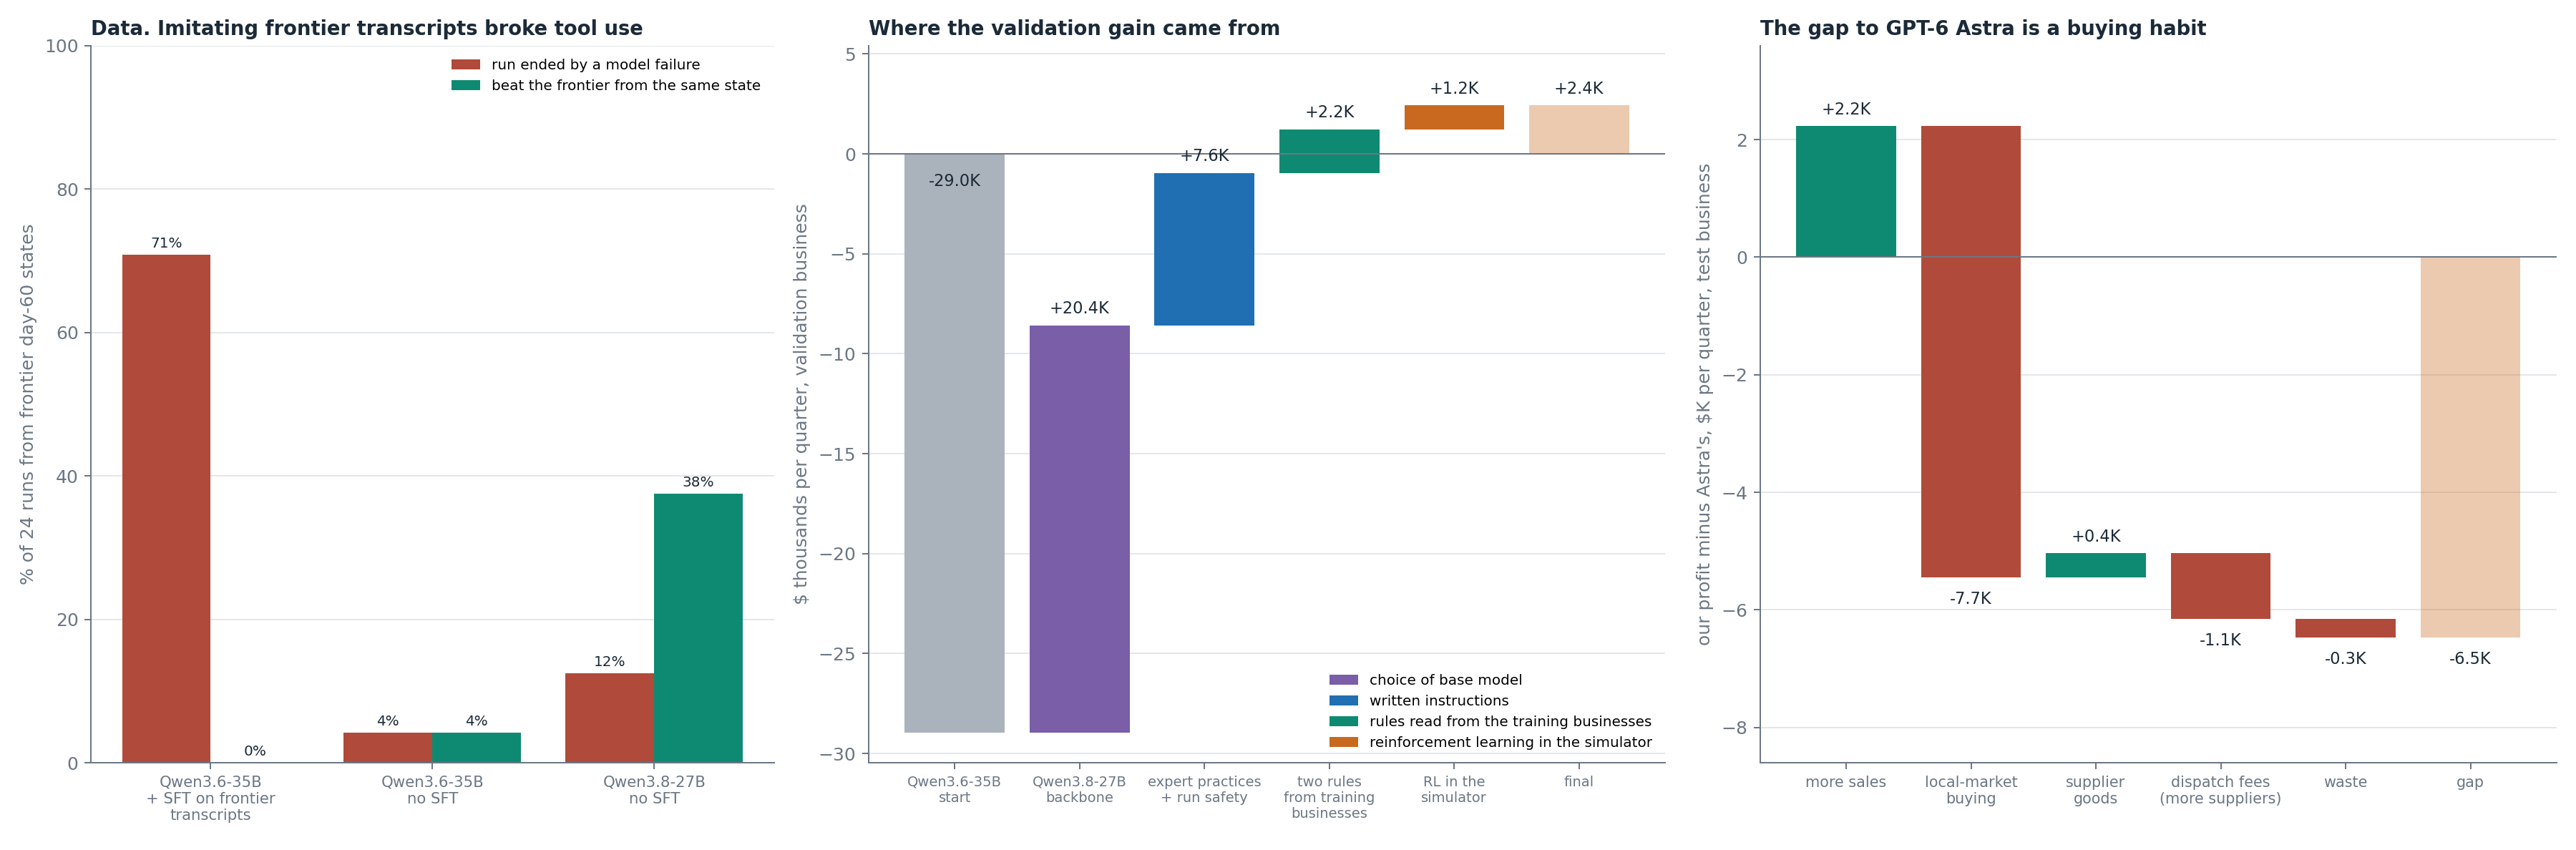 Data. Imitating frontier transcripts broke tool use
% of 24 runs from frontier day-60 states
100
80
60
40
20
0
run ended by a model failure
beat the frontier from the same state
71%
0%
4%
4%
12%
38%
Qwen3.6-35B
+ SFT on frontier
transcripts
Qwen3.6-35B
no SFT
Qwen3.8-27B
no SFT
Where the validation gain came from
$ thousands per quarter, validation business
5
0
−5
−10
−15
−20
−25
−30
-29.0K
+20.4K
+7.6K
+2.2K
+1.2K
+2.4K
choice of base model
written instructions
rules read from the training businesses
reinforcement learning in the simulator
Qwen3.6-35B
start
Qwen3.8-27B
backbone
expert practices
+ run safety
two rules
from training
businesses
RL in the
simulator
final
The gap to GPT-6 Astra is a buying habit
our profit minus Astra's, $K per quarter, test business
2
0
−2
−4
−6
−8
+2.2K
-7.7K
+0.4K
-1.1K
-0.3K
-6.5K
more sales
local-market
buying
supplier
goods
dispatch fees
(more suppliers)
waste
gap